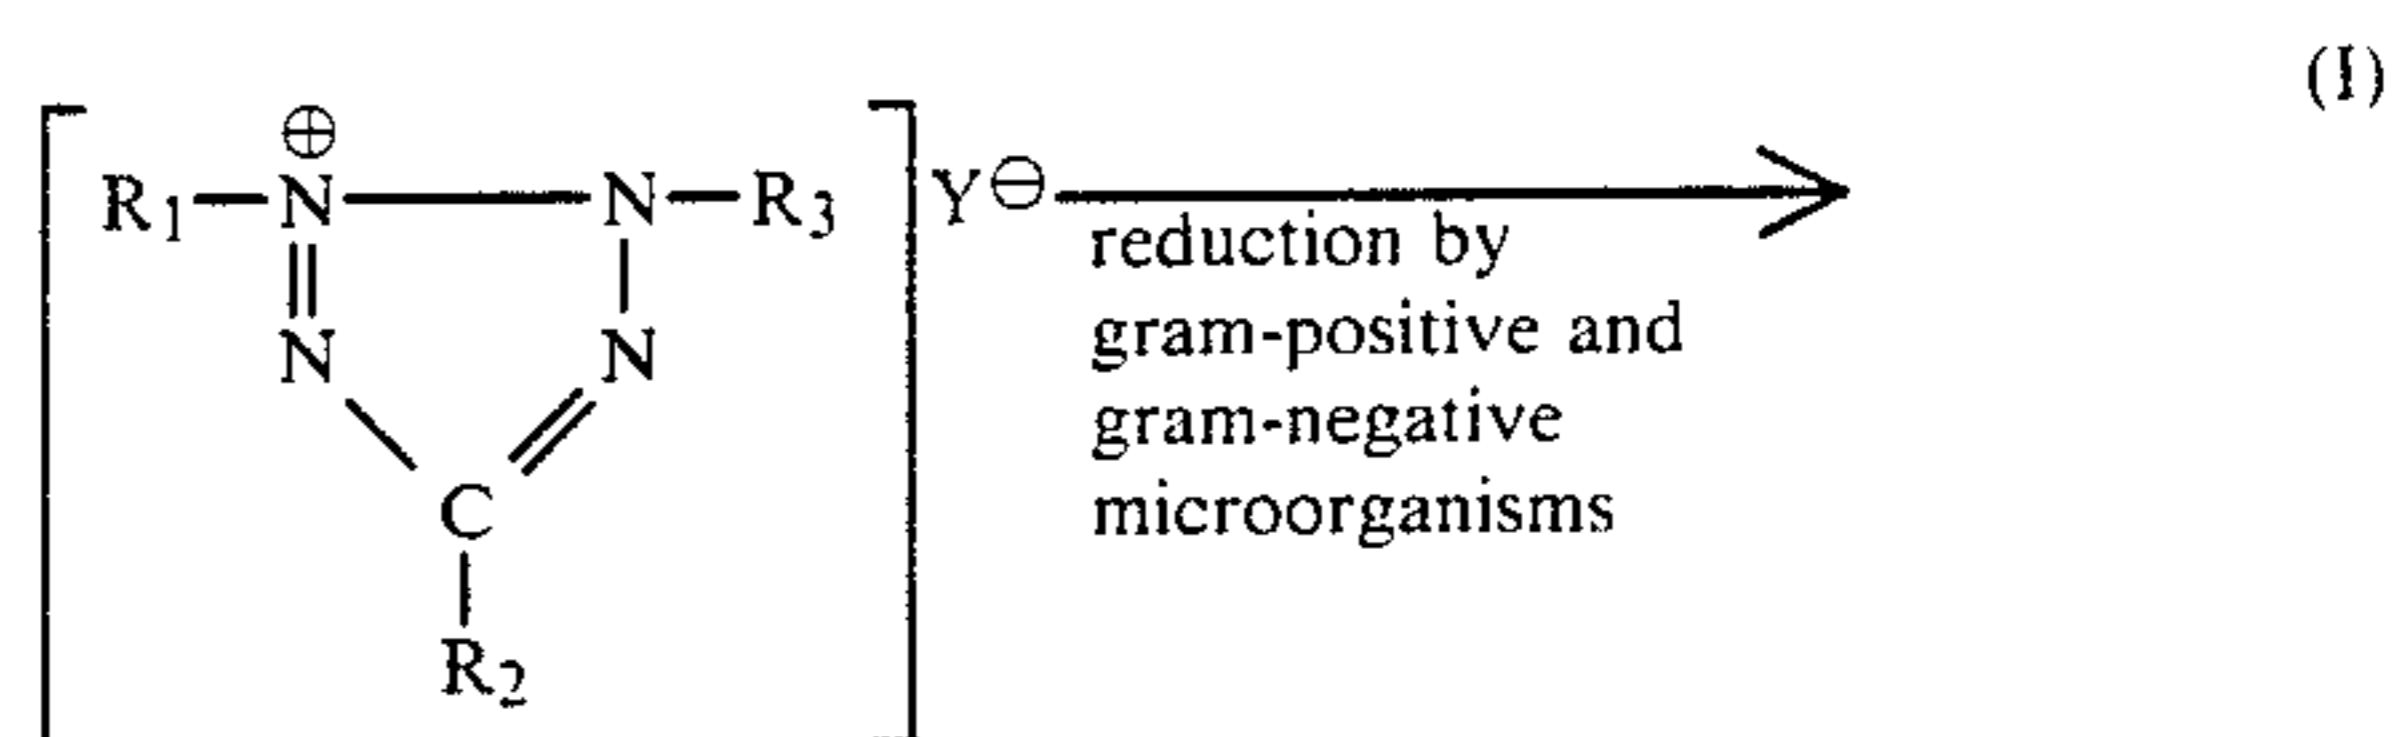 (I)
⊕
R1—N—N—R3 Y⊖
reduction by
N N gram-positive and
gram-negative
C microorganisms
R2